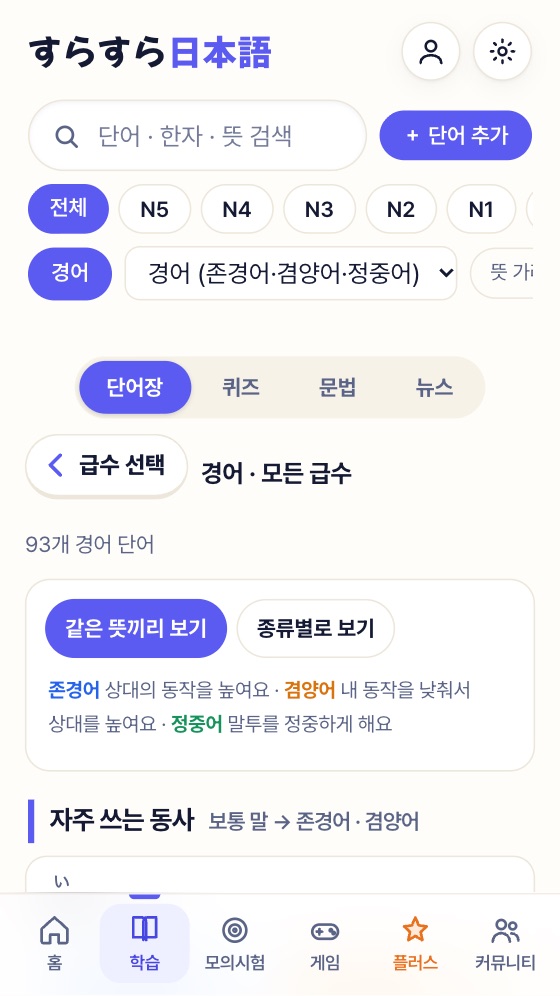 すらすら日本語
단어 · 한자 · 뜻 검색
+ 단어 추가
전체 N5 N4 N3 N2 N1
경어 경어 (존경어·겸양어·정중어) 뜻
단어장 퀴즈 문법 뉴스
급수 선택 경어 · 모든 급수
93개 경어 단어
같은 뜻끼리 보기 종류별로 보기
존경어 상대의 동작을 높여요 · 겸양어 내 동작을 낮춰서
상대를 높여요 · 정중어 말투를 정중하게 해요
자주 쓰는 동사 보통 말 → 존경어 · 겸양어
い
홈 학습 모의시험 게임 플러스 커뮤니티